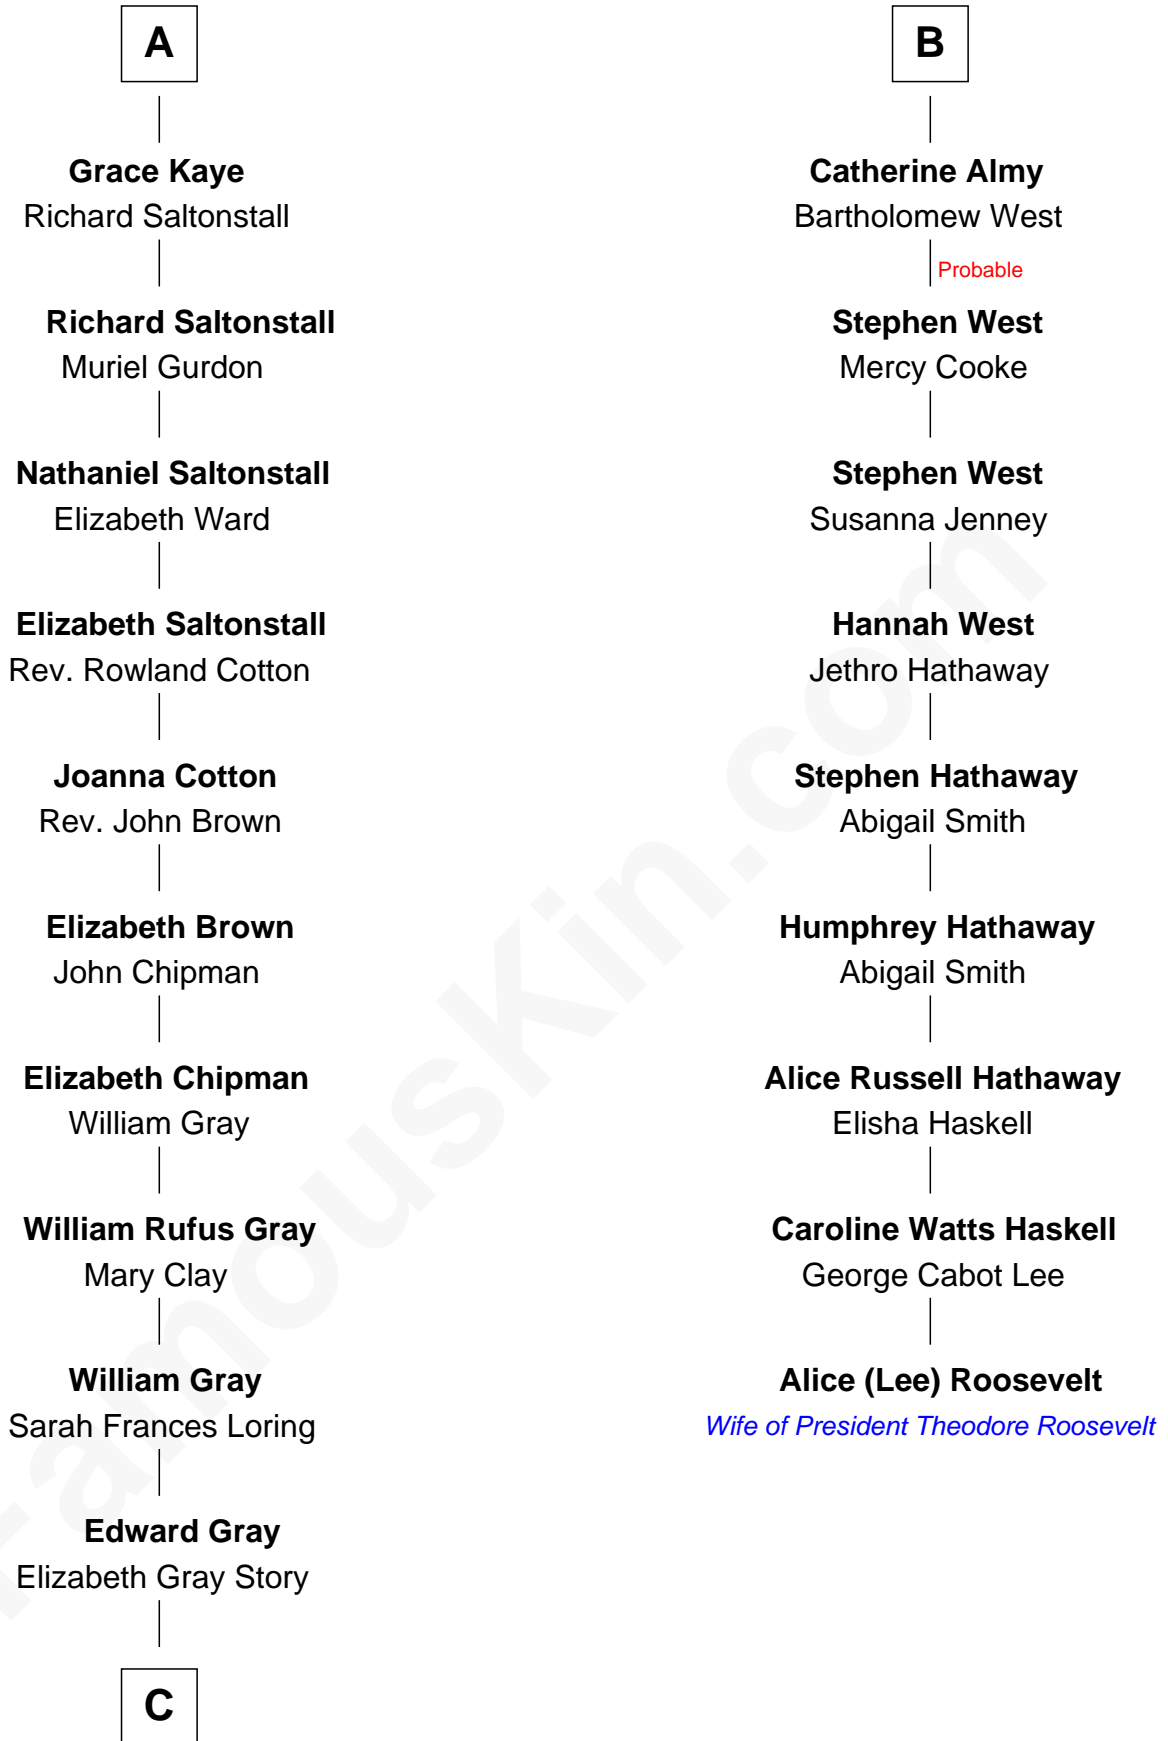 A
Grace Kaye
Richard Saltonstall
Richard Saltonstall
Muriel Gurdon
Nathaniel Saltonstall
Elizabeth Ward
Elizabeth Saltonstall
Rev. Rowland Cotton
Joanna Cotton
Rev. John Brown
Elizabeth Brown
John Chipman
Elizabeth Chipman
William Gray
William Rufus Gray
Mary Clay
William Gray
Sarah Frances Loring
Edward Gray
Elizabeth Gray Story
C
B
Catherine Almy
Bartholomew West
Probable
Stephen West
Mercy Cooke
Stephen West
Susanna Jenney
Hannah West
Jethro Hathaway
Stephen Hathaway
Abigail Smith
Humphrey Hathaway
Abigail Smith
Alice Russell Hathaway
Elisha Haskell
Caroline Watts Haskell
George Cabot Lee
Alice (Lee) Roosevelt
Wife of President Theodore Roosevelt
FamousKin.com